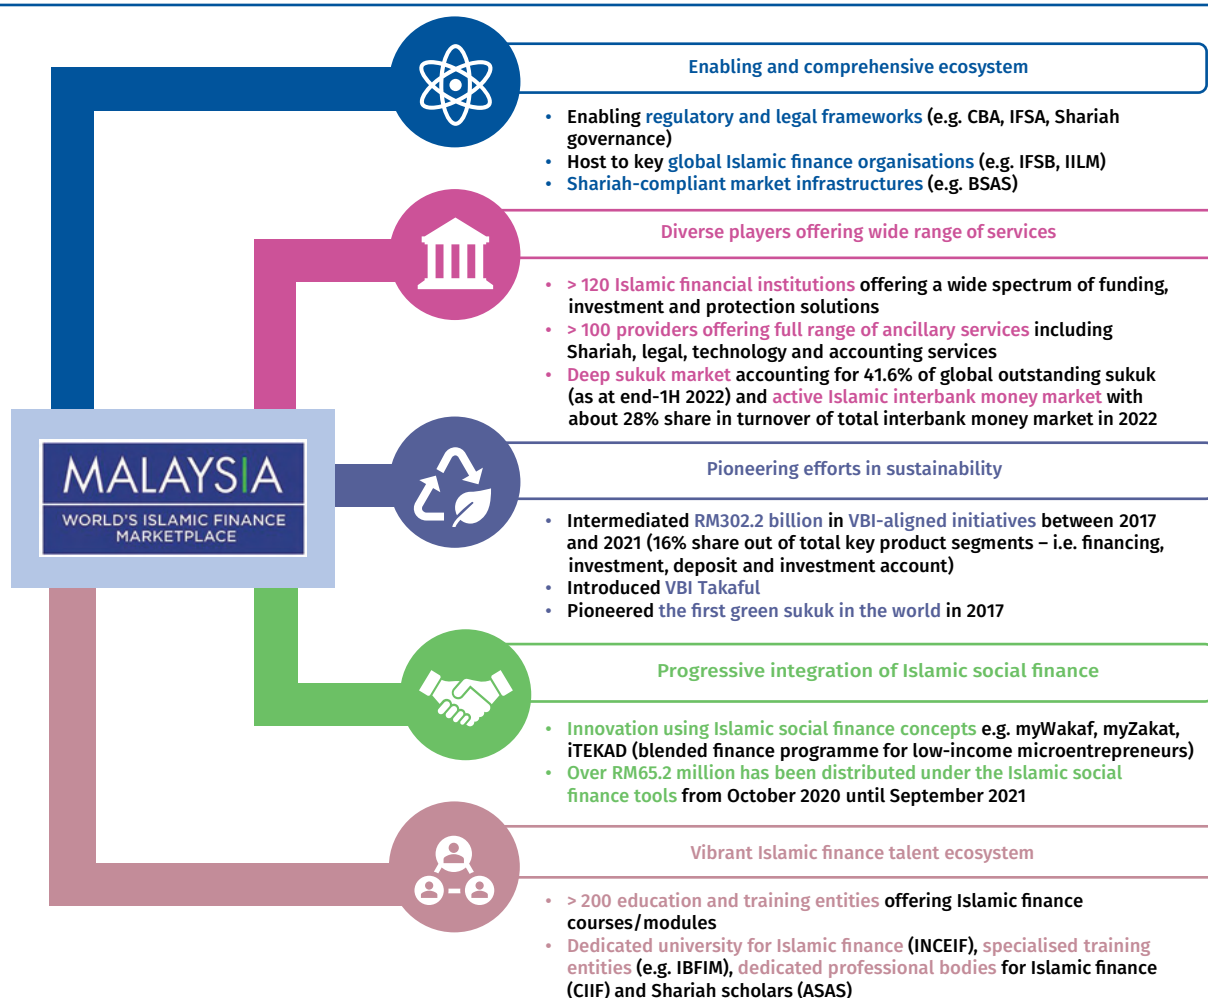 Enabling and comprehensive ecosystem
• Enabling regulatory and legal frameworks (e.g. CBA, IFSA, Shariah
governance)
• Host to key global Islamic finance organisations (e.g. IFSB, IILM)
• Shariah-compliant market infrastructures (e.g. BSAS)
Diverse players offering wide range of services
• > 120 Islamic financial institutions offering a wide spectrum of funding,
investment and protection solutions
• > 100 providers offering full range of ancillary services including
Shariah, legal, technology and accounting services
• Deep sukuk market accounting for 41.6% of global outstanding sukuk
(as at end-1H 2022) and active Islamic interbank money market with
about 28% share in turnover of total interbank money market in 2022
MALAYSIA
WORLD'S ISLAMIC FINANCE
MARKETPLACE
Pioneering efforts in sustainability
• Intermediated RM302.2 billion in VBI-aligned initiatives between 2017
and 2021 (16% share out of total key product segments – i.e. financing,
investment, deposit and investment account)
• Introduced VBI Takaful
• Pioneered the first green sukuk in the world in 2017
Progressive integration of Islamic social finance
• Innovation using Islamic social finance concepts e.g. myWakaf, myZakat,
iTEKAD (blended finance programme for low-income microentrepreneurs)
• Over RM65.2 million has been distributed under the Islamic social
finance tools from October 2020 until September 2021
Vibrant Islamic finance talent ecosystem
• > 200 education and training entities offering Islamic finance
courses/modules
• Dedicated university for Islamic finance (INCEIF), specialised training
entities (e.g. IBFIM), dedicated professional bodies for Islamic finance
(CIIF) and Shariah scholars (ASAS)